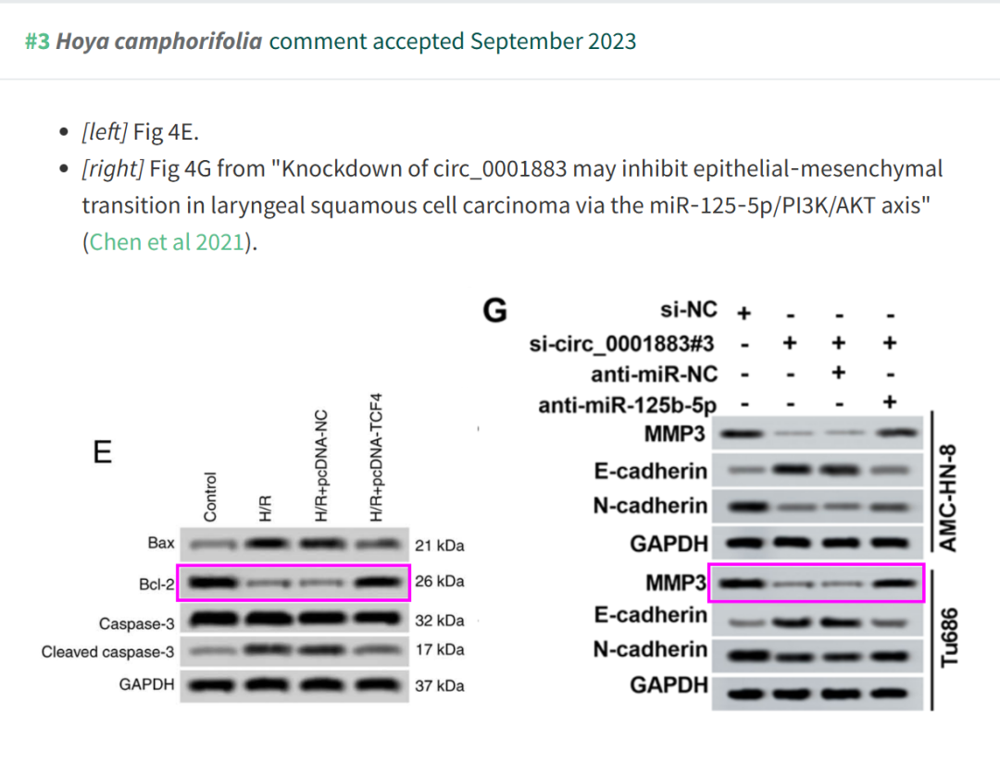 #3 Hoya camphorifolia comment accepted September 2023
• [left] Fig 4E.
• [right] Fig 4G from "Knockdown of circ_0001883 may inhibit epithelial-mesenchymal
transition in laryngeal squamous cell carcinoma via the miR-125-5p/PI3K/AKT axis"
(Chen et al 2021).
E
Control
H/R
H/R+pcDNA-NC
H/R+pcDNA-TCF4
Bax 21 kDa
Bcl-2 26 kDa
Caspase-3 32 kDa
Cleaved caspase-3 17 kDa
GAPDH 37 kDa
G
si-NC + - - -
si-circ_0001883#3 - + + +
anti-miR-NC - - + -
anti-miR-125b-5p - - - +
MMP3
E-cadherin
N-cadherin
GAPDH
AMC-HN-8
MMP3
E-cadherin
N-cadherin
GAPDH
Tu686